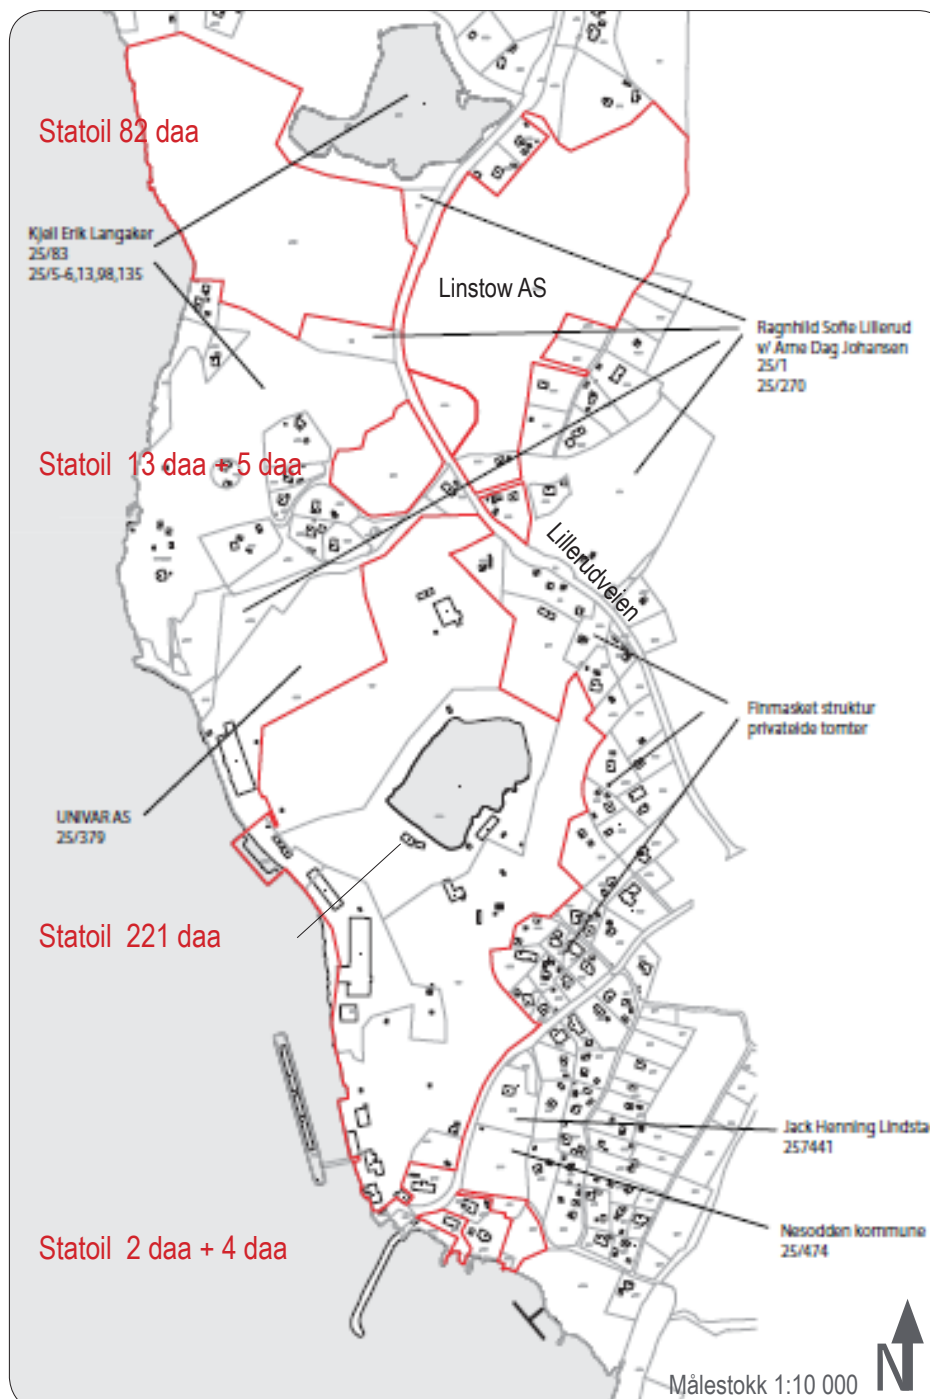 Statoil 82 daa
Kjell Erik Langaker
25/83
25/5-6,13,98,135
Linstow AS
Ragnhild Sofie Lillerud
v/ Arne Dag Johansen
25/1
25/270
Statoil 13 daa + 5 daa
Lillerudveien
Finmasket struktur
privateide tomter
UNIVAR AS
25/379
Statoil 221 daa
Jack Henning Lindsta
257441
Nesodden kommune
25/474
Statoil 2 daa + 4 daa
Målestokk 1:10 000
N